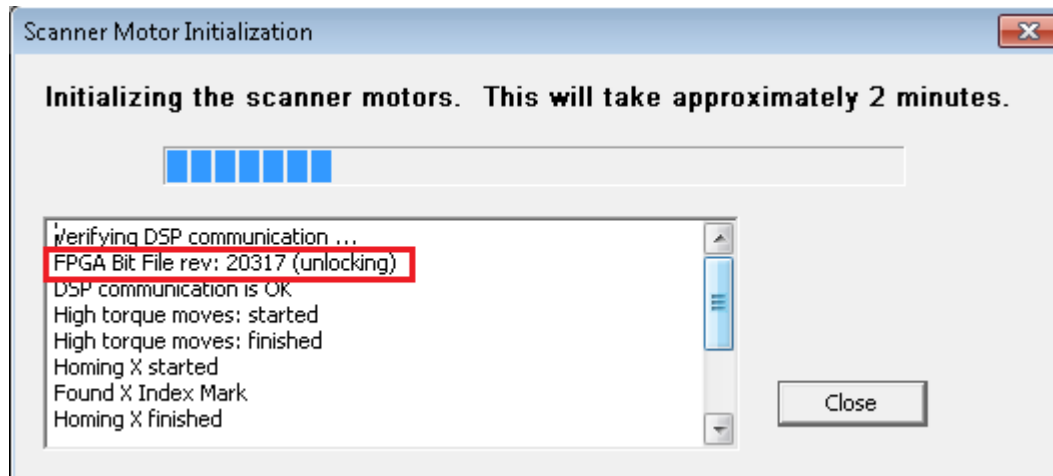 Scanner Motor Initialization
Initializing the scanner motors. This will take approximately 2 minutes.
Verifying DSP communication ...
FPGA Bit File rev: 20317 (unlocking)
DSP communication is OK
High torque moves: started
High torque moves: finished
Homing X started
Found X Index Mark
Homing X finished
Close